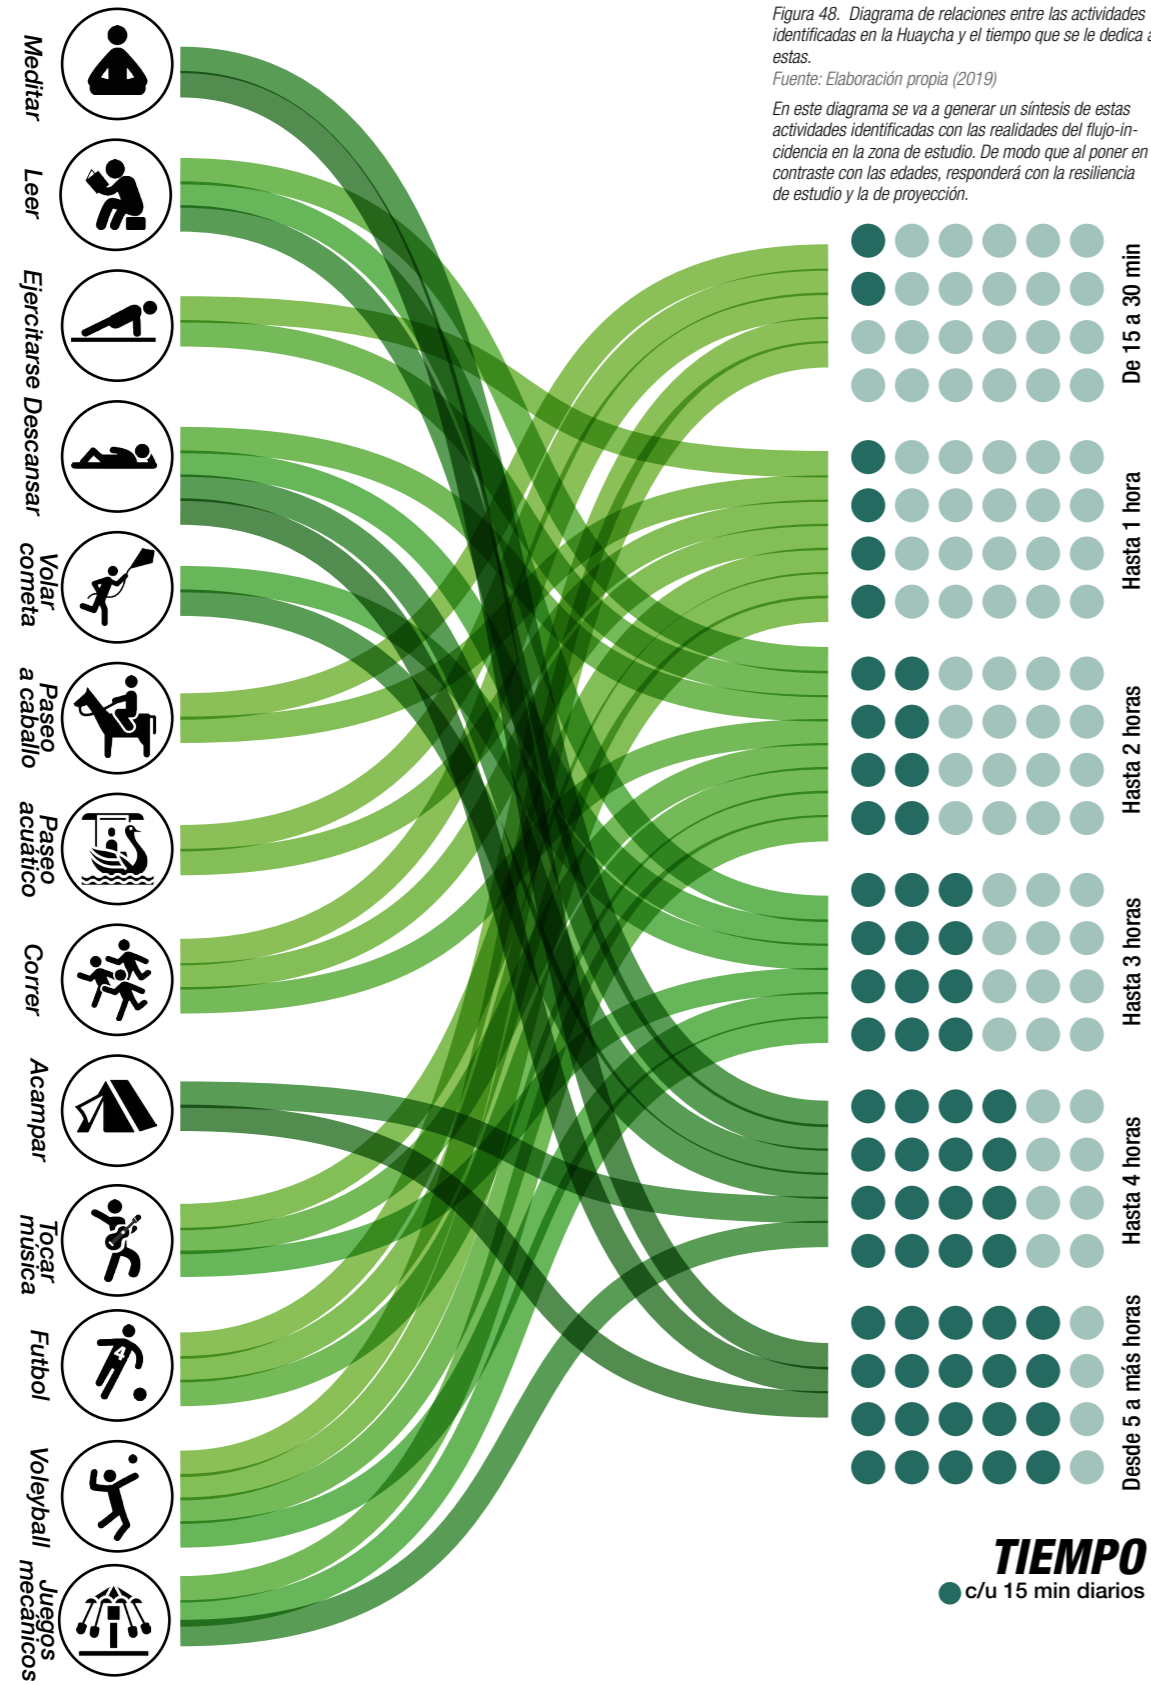 Figura 48. Diagrama de relaciones entre las actividades
identificadas en la Huaycha y el tiempo que se le dedica a
estas.
Fuente: Elaboración propia (2019)
En este diagrama se va a generar un síntesis de estas
actividades identificadas con las realidades del flujo-in-
cidencia en la zona de estudio. De modo que al poner en
contraste con las edades, responderá con la resiliencia
de estudio y la de proyección.
Meditar
Leer
Ejercitarse
Descansar
Volar
cometa
Paseo
a caballo
Paseo
acuático
Correr
Acampar
Tocar
música
Futbol
4
Voleyball
Juegos
mecánicos
De 15 a 30 min
Hasta 1 hora
Hasta 2 horas
Hasta 3 horas
Hasta 4 horas
Desde 5 a más horas
TIEMPO
c/u 15 min diarios